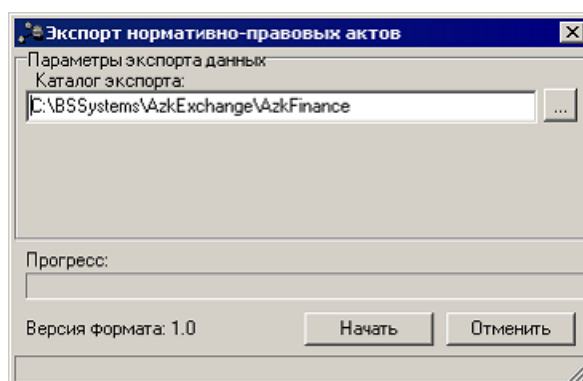 Экспорт нормативно-правовых актов
Параметры экспорта данных
Каталог экспорта:
C:\BSSystems\AzkExchange\AzkFinance
...
Прогресс:
Версия формата: 1.0
Начать
Отменить